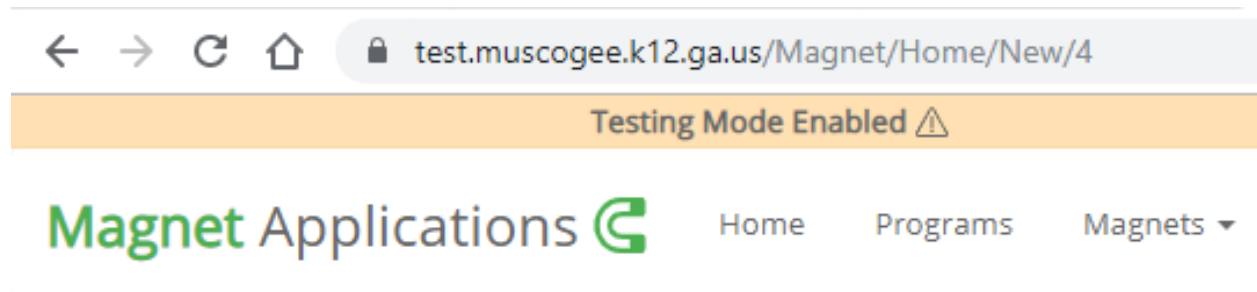 test.muscogee.k12.ga.us/Magnet/Home/New/4
Testing Mode Enabled
Magnet Applications Home Programs Magnets